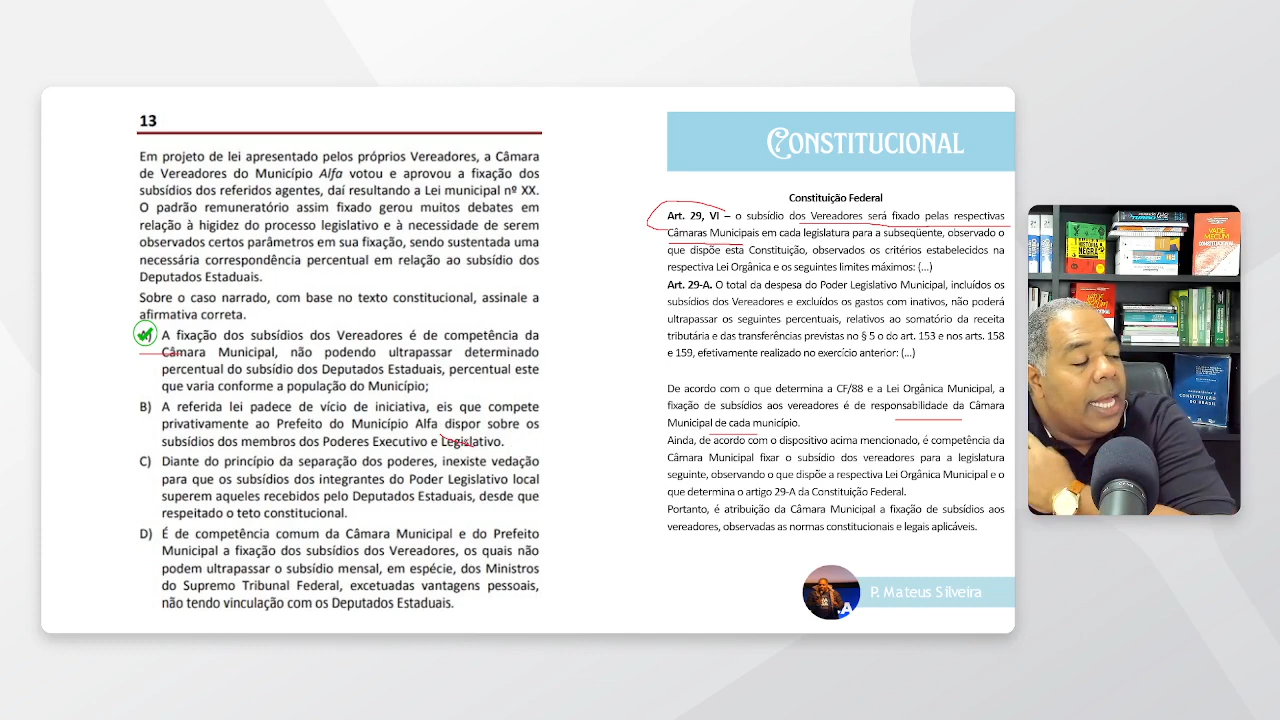 13
Em projeto de lei apresentado pelos próprios Vereadores, a Câmara
de Vereadores do Município Alfa votou e aprovou a fixação dos
subsídios dos referidos agentes, daí resultando a Lei municipal nº XX.
O padrão remuneratório assim fixado gerou muitos debates em
relação à higidez do processo legislativo e à necessidade de serem
observados certos parâmetros em sua fixação, sendo sustentada uma
necessária correspondência percentual em relação ao subsídio dos
Deputados Estaduais.
Sobre o caso narrado, com base no texto constitucional, assinale a
afirmativa correta.
A fixação dos subsídios dos Vereadores é de competência da
Câmara Municipal, não podendo ultrapassar determinado
percentual do subsídio dos Deputados Estaduais, percentual este
que varia conforme a população do Município;
B) A referida lei padece de vício de iniciativa, eis que compete
privativamente ao Prefeito do Município Alfa dispor sobre os
subsídios dos membros dos Poderes Executivo e Legislativo.
C) Diante do princípio da separação dos poderes, inexiste vedação
para que os subsídios dos integrantes do Poder Legislativo local
superem aqueles recebidos pelo Deputados Estaduais, desde que
respeitado o teto constitucional.
D) É de competência comum da Câmara Municipal e do Prefeito
Municipal a fixação dos subsídios dos Vereadores, os quais não
podem ultrapassar o subsídio mensal, em espécie, dos Ministros
do Supremo Tribunal Federal, excetuadas vantagens pessoais,
não tendo vinculação com os Deputados Estaduais.
CONSTITUCIONAL
Constituição Federal
Art. 29, VI – o subsídio dos Vereadores será fixado pelas respectivas
Câmaras Municipais em cada legislatura para a subseqüente, observado o
que dispõe esta Constituição, observados os critérios estabelecidos na
respectiva Lei Orgânica e os seguintes limites máximos: (...)
Art. 29-A. O total da despesa do Poder Legislativo Municipal, incluídos os
subsídios dos Vereadores e excluídos os gastos com inativos, não poderá
ultrapassar os seguintes percentuais, relativos ao somatório da receita
tributária e das transferências previstas no § 5 o do art. 153 e nos arts. 158
e 159, efetivamente realizado no exercício anterior: (...)
De acordo com o que determina a CF/88 e a Lei Orgânica Municipal, a
fixação de subsídios aos vereadores é de responsabilidade da Câmara
Municipal de cada município.
Ainda, de acordo com o dispositivo acima mencionado, é competência da
Câmara Municipal fixar o subsídio dos vereadores para a legislatura
seguinte, observando o que dispõe a respectiva Lei Orgânica Municipal e o
que determina o artigo 29-A da Constituição Federal.
Portanto, é atribuição da Câmara Municipal a fixação de subsídios aos
vereadores, observadas as normas constitucionais e legais aplicáveis.
P. Mateus Silveira
VADE
MECUM